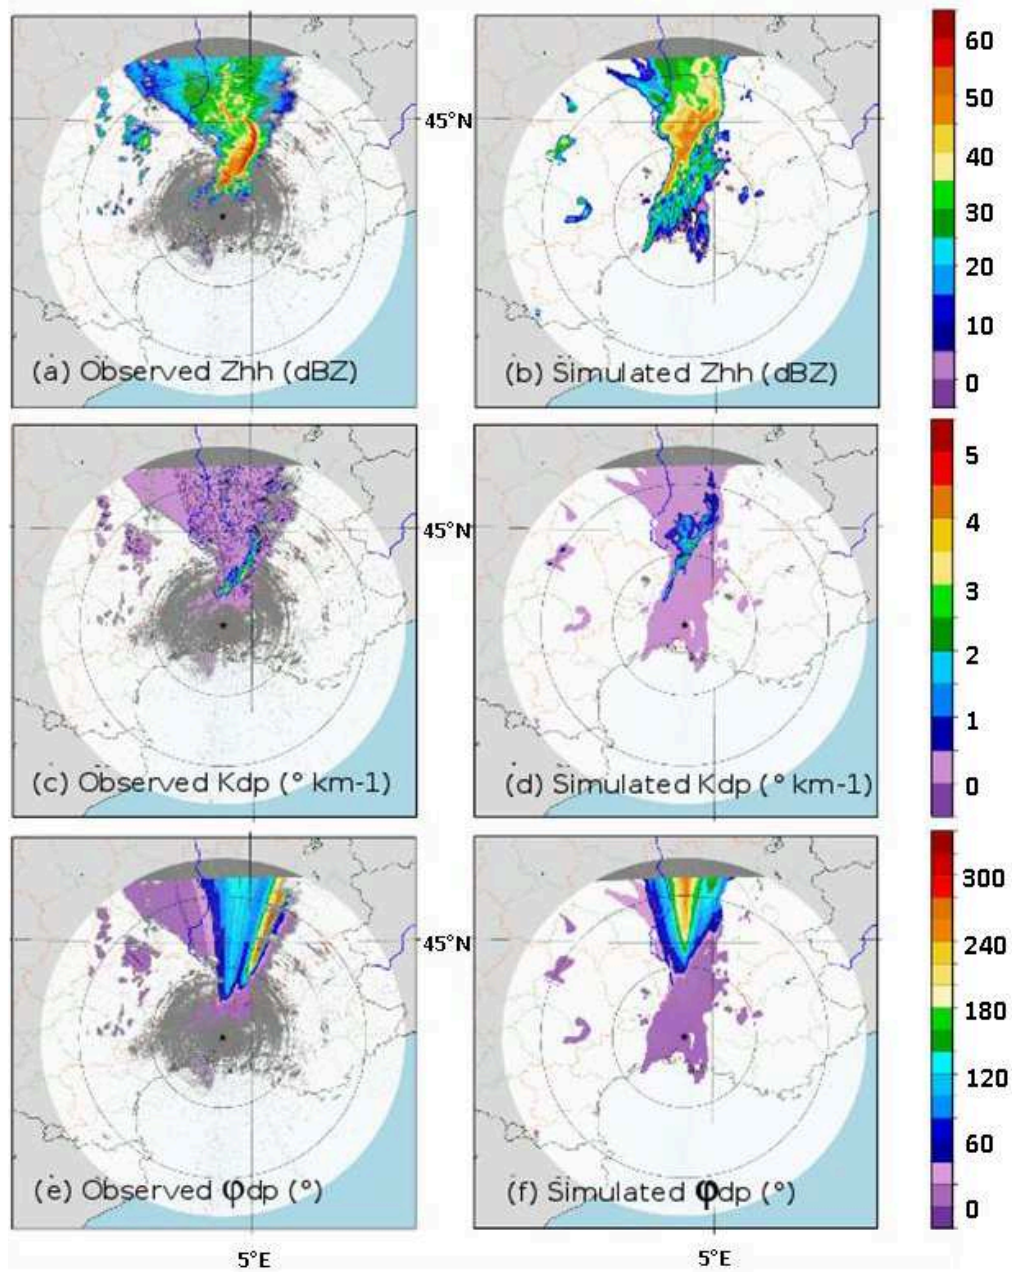 60
50
45°N
40
30
20
10
(a) Observed Zhh (dBZ)
(b) Simulated Zhh (dBZ)
0
5
4
45°N
3
2
1
(c) Observed Kdp (° km-1)
(d) Simulated Kdp (° km-1)
0
300
45°N
240
180
120
60
(e) Observed φdp (°)
(f) Simulated φdp (°)
0
5°E
5°E